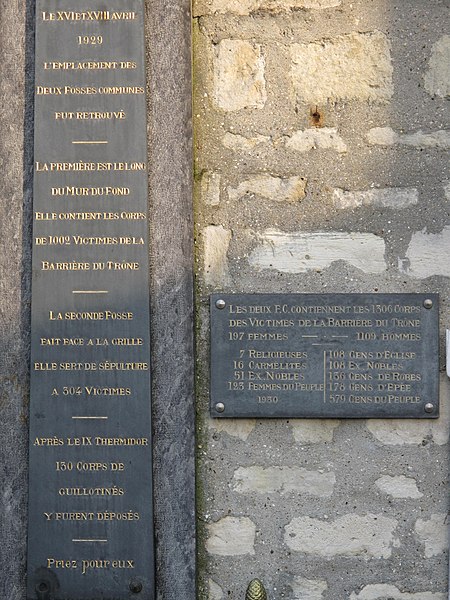 LE XVI ET XVIII AVRIL
1929
L'EMPLACEMENT DES
DEUX FOSSES COMMUNES
FUT RETROUVÉ
LA PREMIÈRE EST LE LONG
DU MUR DU FOND
ELLE CONTIENT LES CORPS
DE 1002 VICTIMES DE LA
BARRIÈRE DU TRÔNE
LA SECONDE FOSSE
FAIT FACE A LA GRILLE
ELLE SERT DE SÉPULTURE
A 304 VICTIMES
APRÈS LE IX THERMIDOR
130 CORPS DE
GUILLOTINÉS
Y FURENT DÉPOSÉS
PRIEZ POUR EUX
LES DEUX F.C. CONTIENNENT LES 1306 CORPS
DES VICTIMES DE LA BARRIÈRE DU TRÔNE
197 FEMMES — — 1109 HOMMES
7 RELIGIEUSES
16 CARMÉLITES
51 EX. NOBLES
123 FEMMES DU PEUPLE
1930
108 GENS D'ÉGLISE
108 EX. NOBLES
136 GENS DE ROBES
178 GENS D'ÉPÉE
579 GENS DU PEUPLE